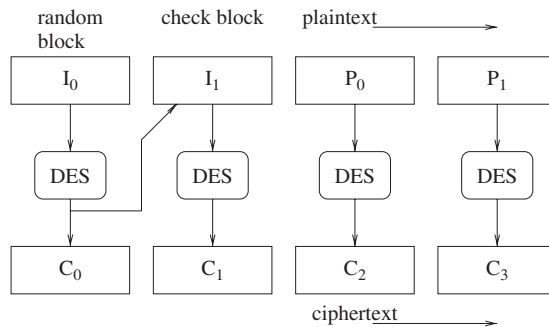 random block check block plaintext
I₀ I₁ P₀ P₁
DES DES DES DES
C₀ C₁ C₂ C₃
ciphertext